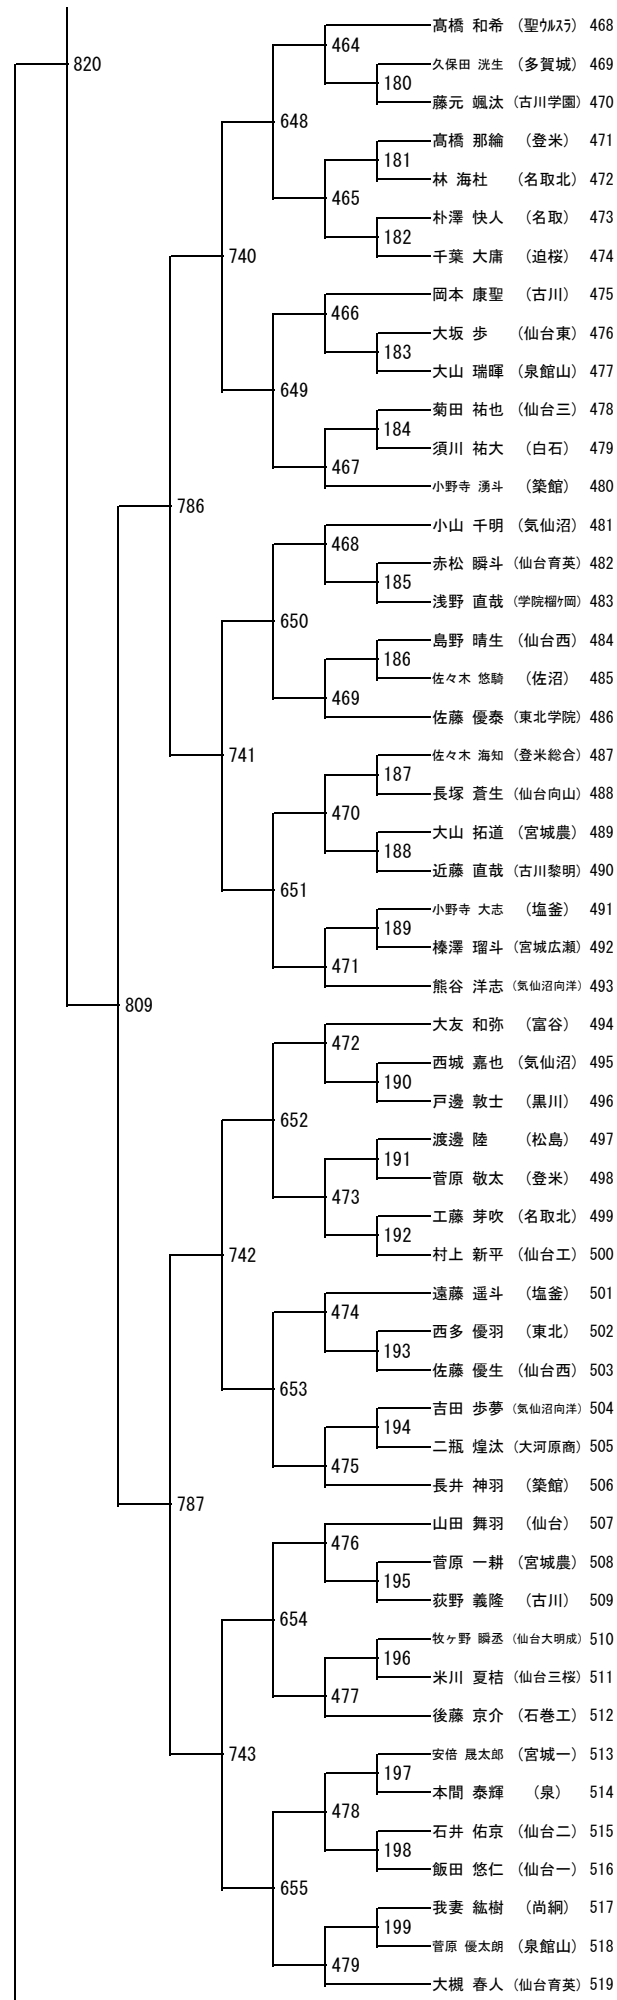 高橋 和希 (聖ウルスラ) 468
464
820
久保田 洸生 (多賀城) 469
180
藤元 颯汰 (古川学園) 470
648
髙橋 那綸 (登米) 471
181
林 海杜 (名取北) 472
465
朴澤 快人 (名取) 473
182
740
千葉 大庸 (迫桜) 474
岡本 康聖 (古川) 475
466
大坂 歩 (仙台東) 476
183
大山 瑞暉 (泉館山) 477
649
菊田 祐也 (仙台三) 478
184
須川 祐大 (白石) 479
467
小野寺 湧斗 (築館) 480
786
小山 千明 (気仙沼) 481
468
赤松 瞬斗 (仙台育英) 482
185
浅野 直哉 (学院榴ケ岡) 483
650
島野 晴生 (仙台西) 484
186
佐々木 悠騎 (佐沼) 485
469
佐藤 優泰 (東北学院) 486
741
佐々木 海知 (登米総合) 487
187
長塚 蒼生 (仙台向山) 488
470
大山 拓道 (宮城農) 489
188
近藤 直哉 (古川黎明) 490
651
小野寺 大志 (塩釜) 491
189
榛澤 瑠斗 (宮城広瀬) 492
471
熊谷 洋志 (気仙沼向洋) 493
809
大友 和弥 (富谷) 494
472
西城 嘉也 (気仙沼) 495
190
戸邊 敦士 (黒川) 496
652
渡邊 陸 (松島) 497
191
菅原 敬太 (登米) 498
473
工藤 芽吹 (名取北) 499
192
742
村上 新平 (仙台工) 500
遠藤 遥斗 (塩釜) 501
474
西多 優羽 (東北) 502
193
佐藤 優生 (仙台西) 503
653
吉田 歩夢 (気仙沼向洋) 504
194
二瓶 煌汰 (大河原商) 505
475
長井 神羽 (築館) 506
787
山田 舞羽 (仙台) 507
476
菅原 一耕 (宮城農) 508
195
荻野 義隆 (古川) 509
654
牧ヶ野 瞬丞 (仙台大明成) 510
196
米川 夏桔 (仙台三桜) 511
477
後藤 京介 (石巻工) 512
743
安倍 晟太郎 (宮城一) 513
197
本間 泰輝 (泉) 514
478
石井 佑京 (仙台二) 515
198
飯田 悠仁 (仙台一) 516
655
我妻 紘樹 (尚絅) 517
199
菅原 優太朗 (泉館山) 518
479
大槻 春人 (仙台育英) 519